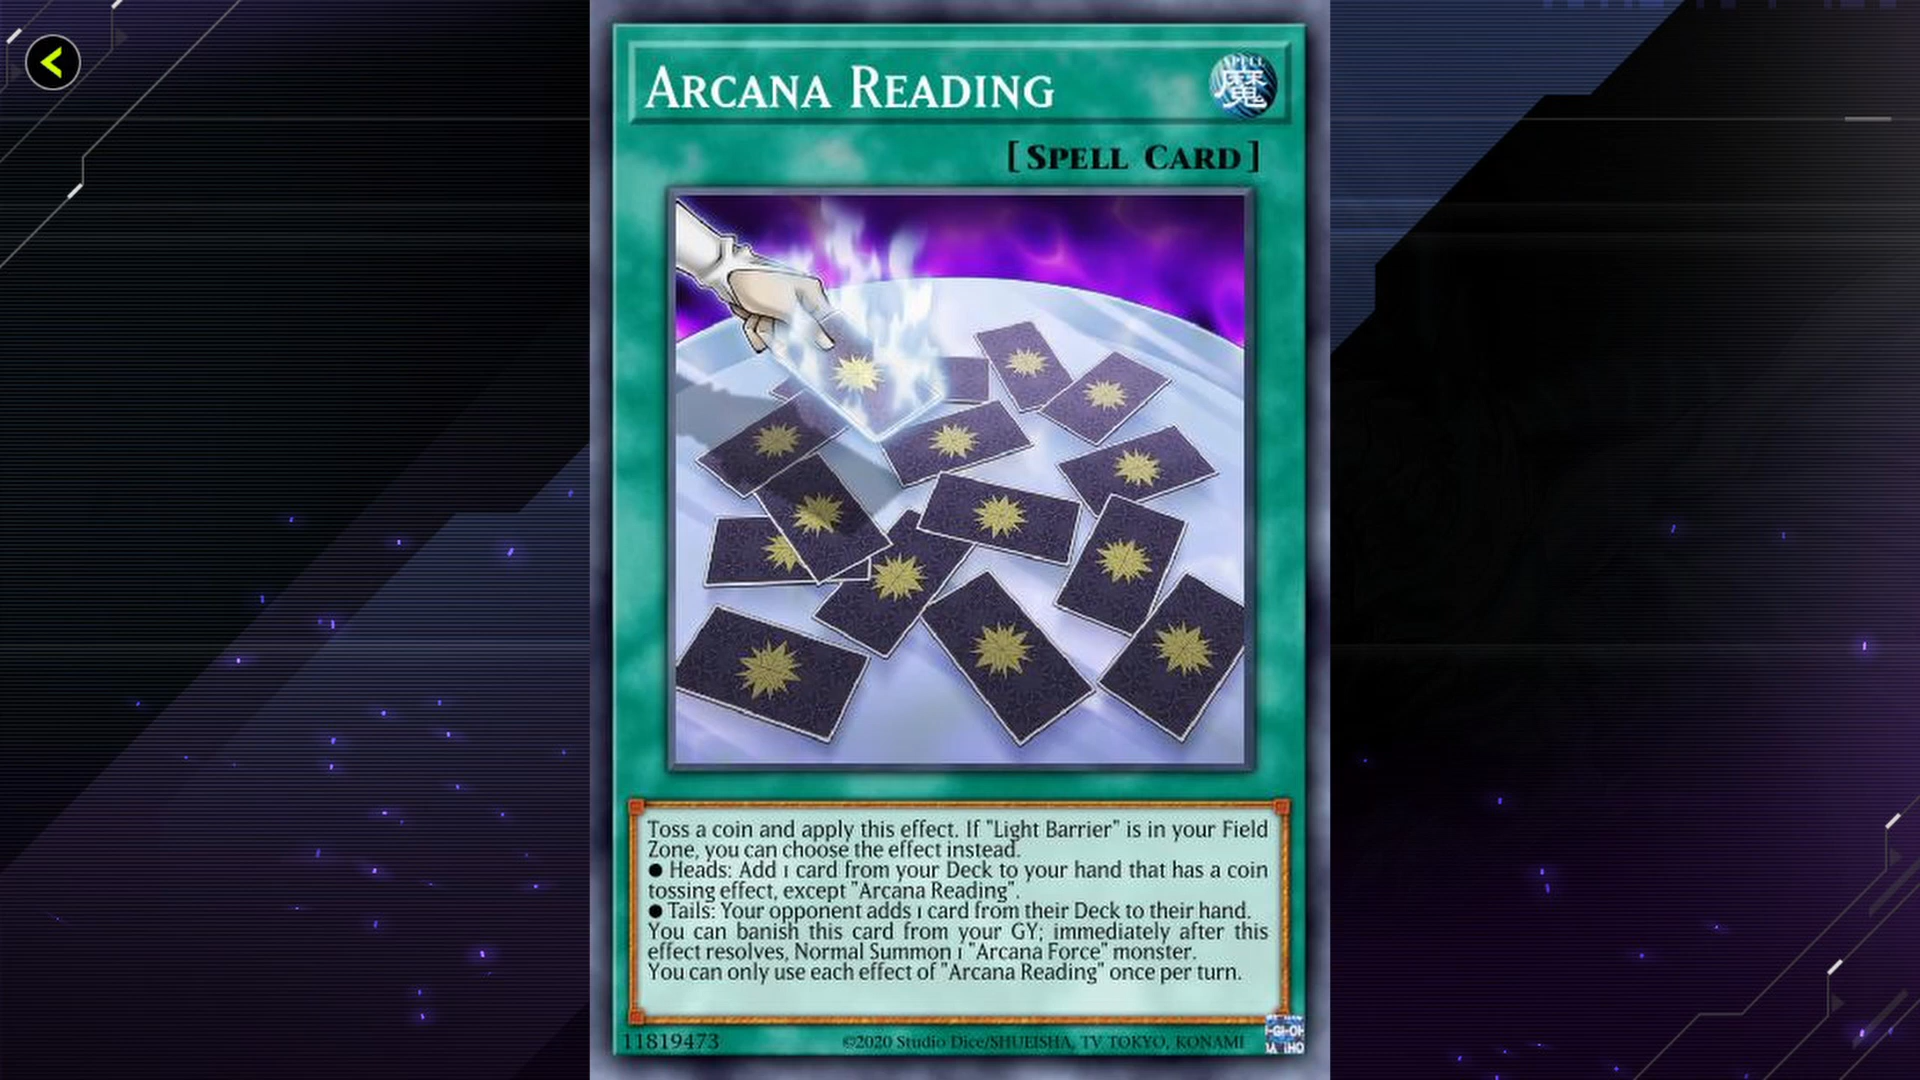 Arcana Reading
SPELL
魔
[Spell Card]
Toss a coin and apply this effect. If "Light Barrier" is in your Field
Zone, you can choose the effect instead.
● Heads: Add 1 card from your Deck to your hand that has a coin
tossing effect, except "Arcana Reading".
● Tails: Your opponent adds 1 card from their Deck to their hand.
You can banish this card from your GY; immediately after this
effect resolves, Normal Summon 1 "Arcana Force" monster.
You can only use each effect of "Arcana Reading" once per turn.
11819473 ©2020 Studio Dice/SHUEISHA, TV TOKYO, KONAMI